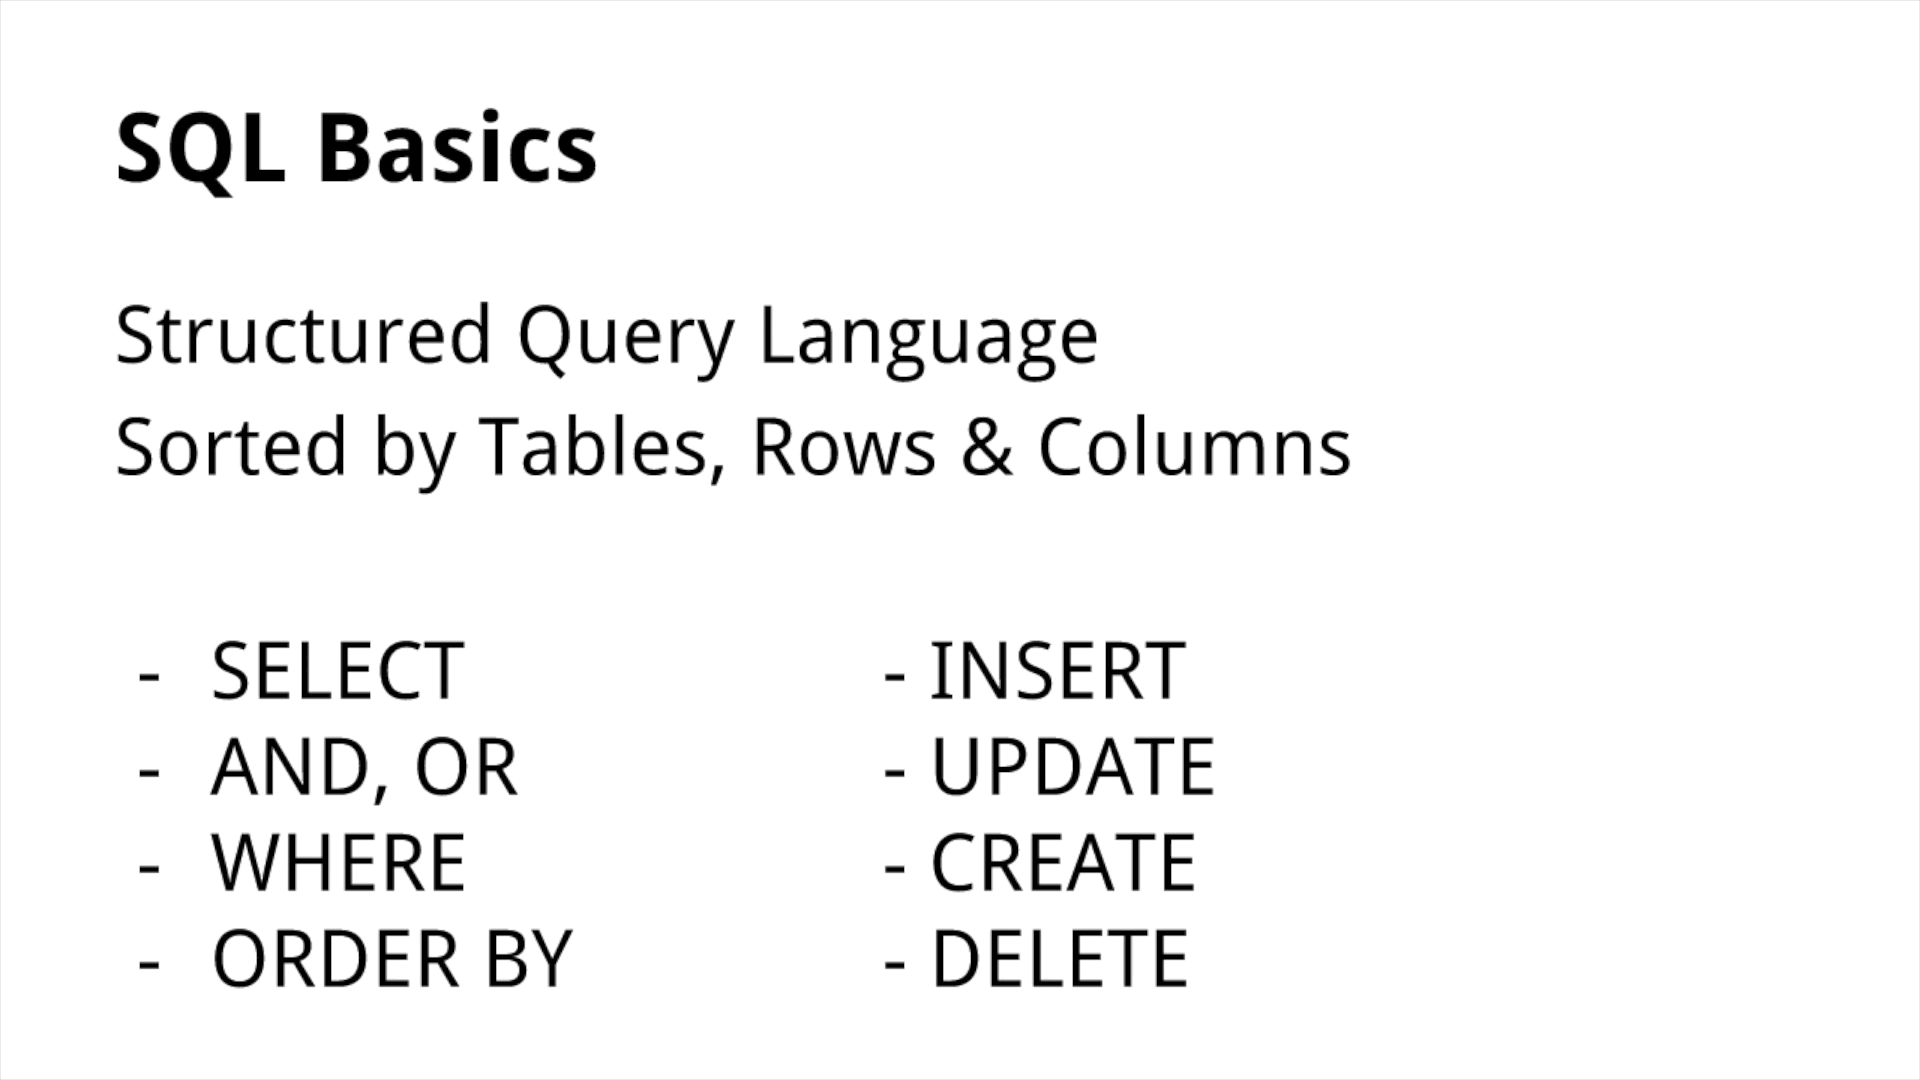 SQL Basics
Structured Query Language
Sorted by Tables, Rows & Columns
- SELECT
- AND, OR
- WHERE
- ORDER BY
- INSERT
- UPDATE
- CREATE
- DELETE